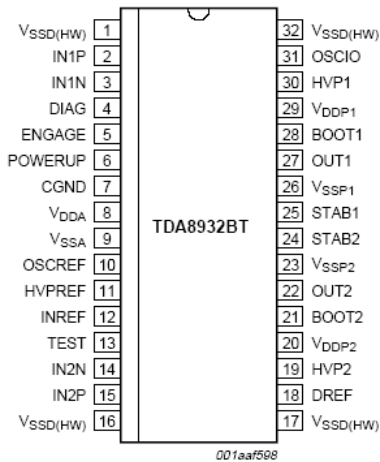 VSSD(HW) 1 32 VSSD(HW)
IN1P 2 31 OSCIO
IN1N 3 30 HVP1
DIAG 4 29 VDDP1
ENGAGE 5 28 BOOT1
POWERUP 6 27 OUT1
CGND 7 26 VSSP1
VDDA 8 25 STAB1
TDA8932BT
VSSA 9 24 STAB2
OSCREF 10 23 VSSP2
HVPREF 11 22 OUT2
INREF 12 21 BOOT2
TEST 13 20 VDDP2
IN2N 14 19 HVP2
IN2P 15 18 DREF
VSSD(HW) 16 17 VSSD(HW)
001aaf598